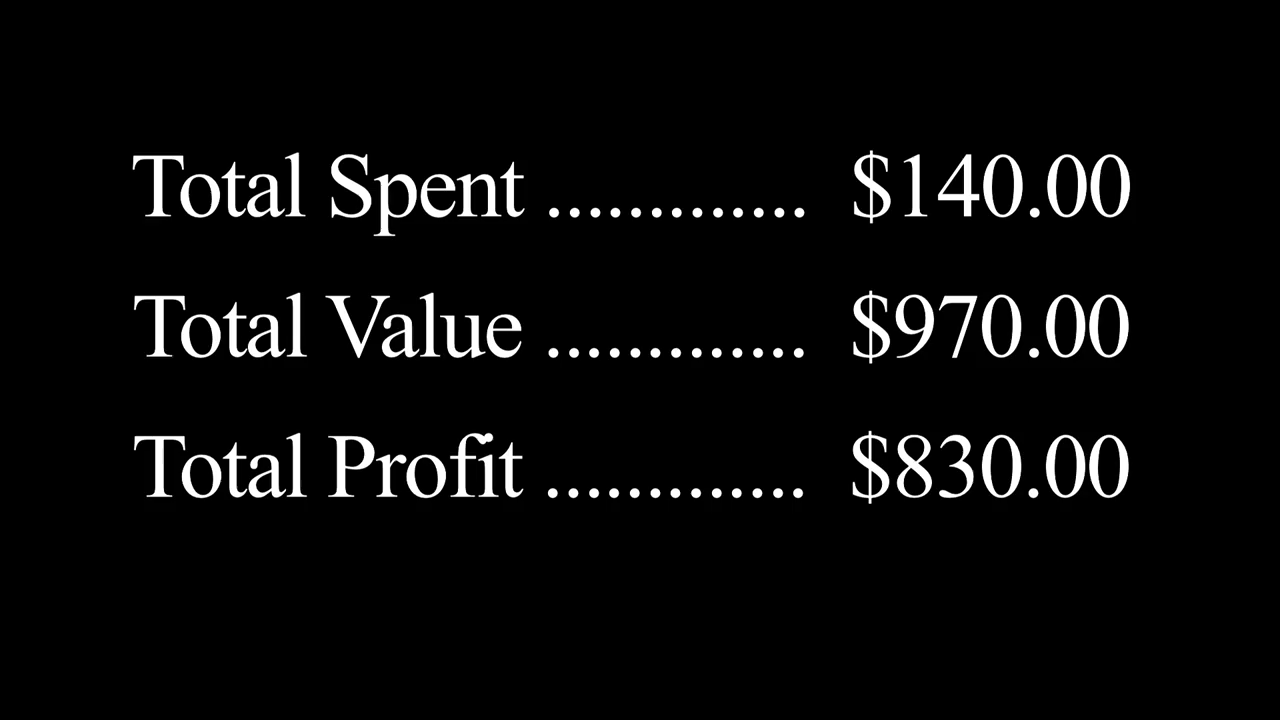 Total Spent ............. $140.00
Total Value ............. $970.00
Total Profit ............. $830.00